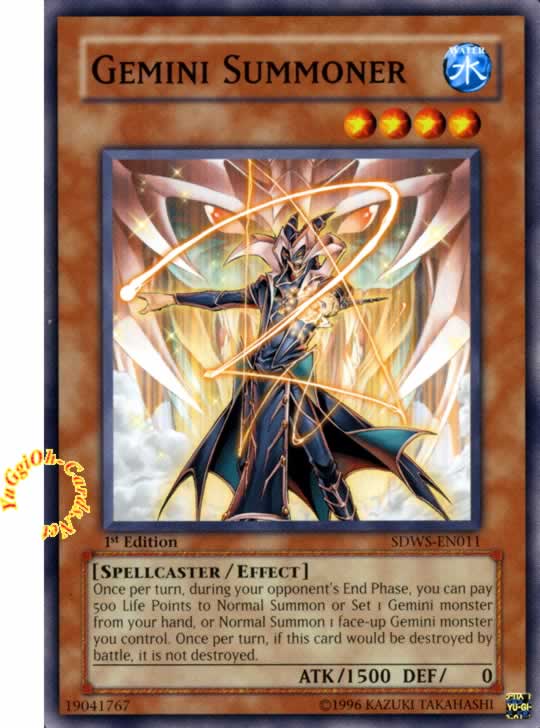 GEMINI SUMMONER
WATER
水
YuGgiOh-Cards.Net
1st Edition
SDWS-EN011
[SPELLCASTER / EFFECT]
Once per turn, during your opponent's End Phase, you can pay
500 Life Points to Normal Summon or Set 1 Gemini monster
from your hand, or Normal Summon 1 face-up Gemini monster
you control. Once per turn, if this card would be destroyed by
battle, it is not destroyed.
ATK/1500 DEF/ 0
19041767
©1996 KAZUKI TAKAHASHI
YU-GI-